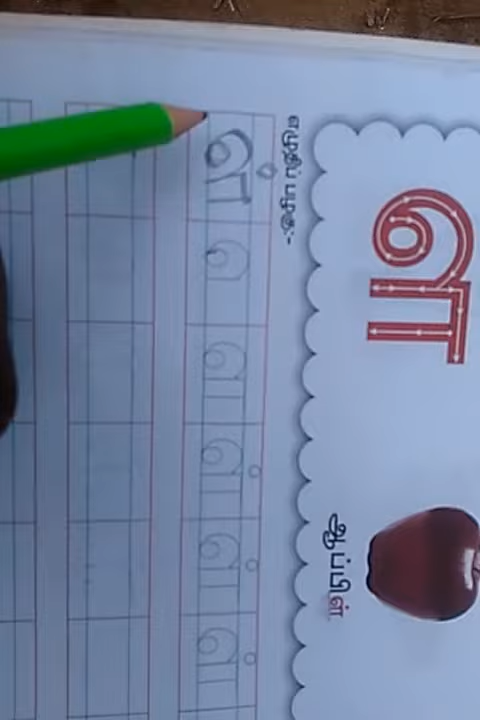 ள்
ஆப்பிள்
எழுதிப் பழகு:-
ள் ள ள் ள் ள்